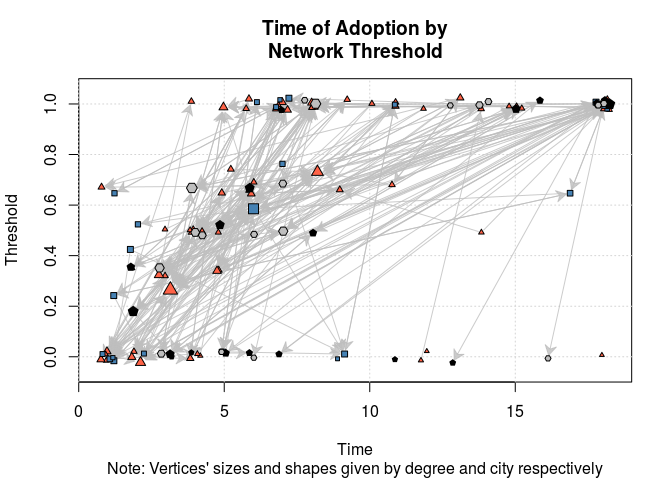 Time of Adoption by
Network Threshold
1.0
0.8
0.6
0.4
0.2
0.0
Threshold
0 5 10 15
Time
Note: Vertices' sizes and shapes given by degree and city respectively